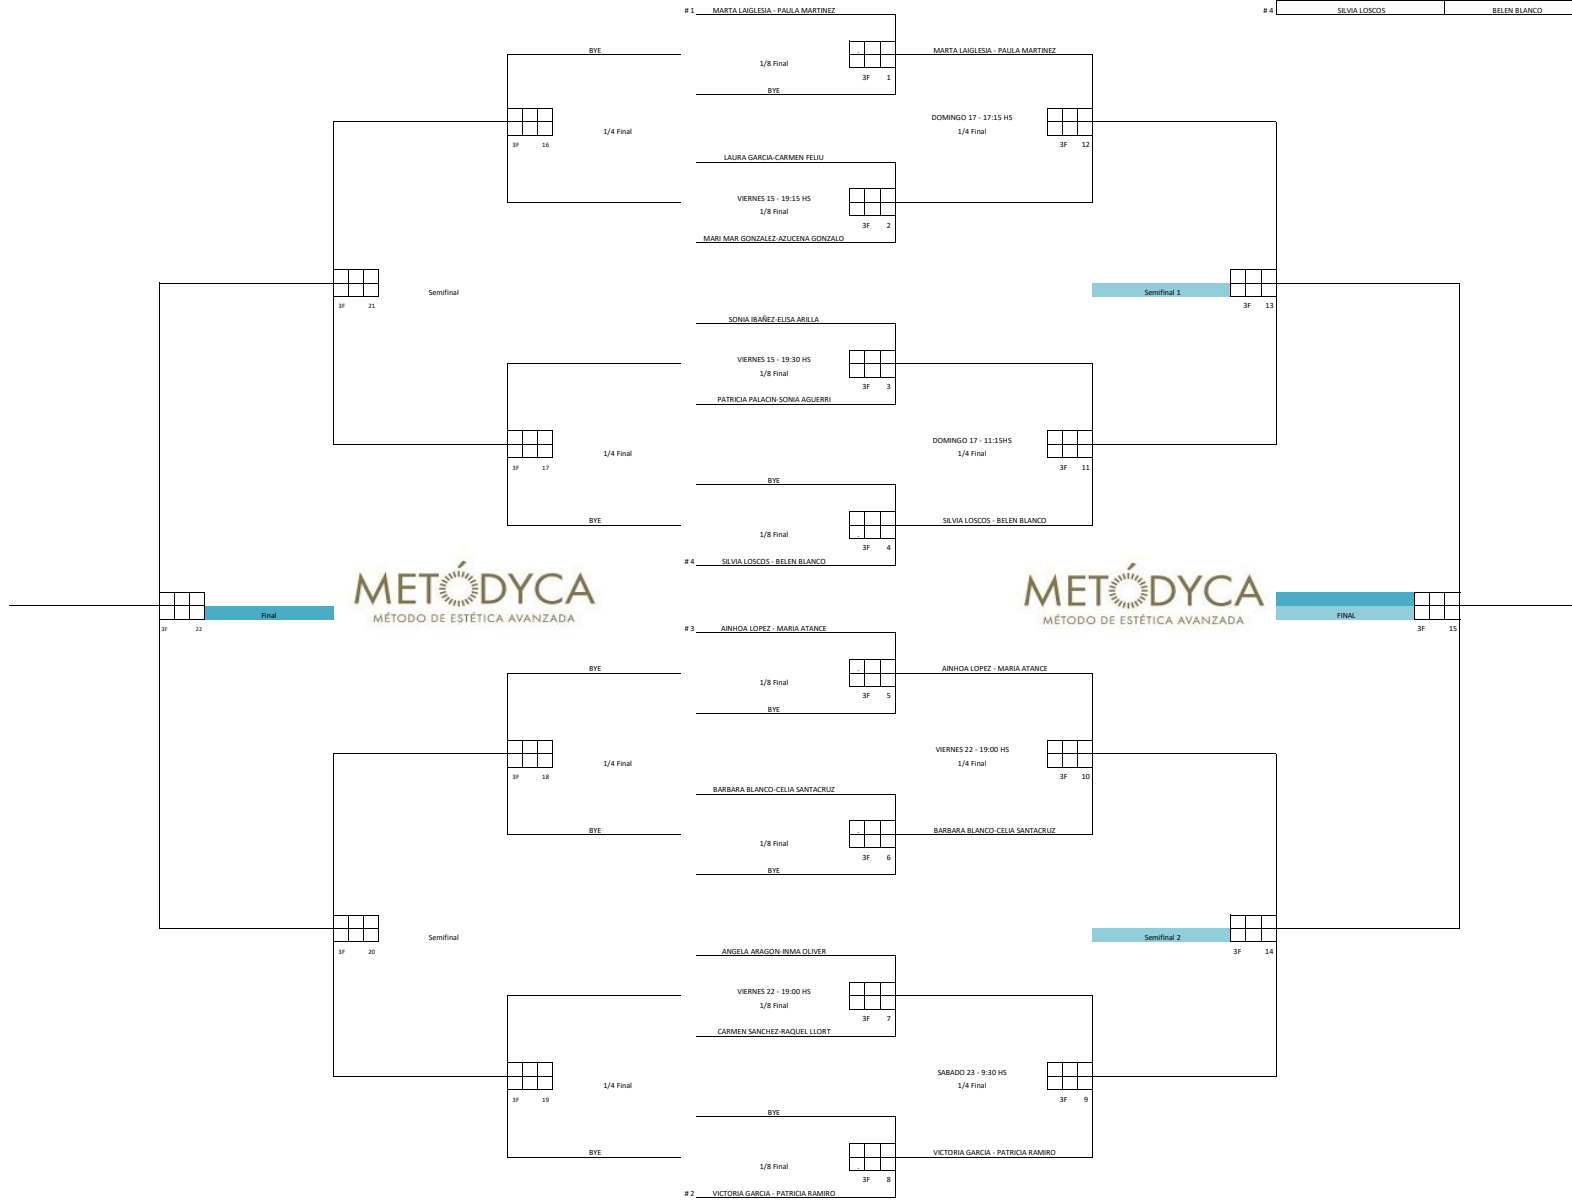 # 1 MARTA LAIGLESIA - PAULA MARTINEZ
# 4 SILVIA LOSCOS BELEN BLANCO
BYE
1/8 Final
MARTA LAIGLESIA - PAULA MARTINEZ
3F 1
BYE
1/4 Final
3F 16
DOMINGO 17 - 17:15 HS
1/4 Final
3F 12
LAURA GARCIA-CARMEN FELIU
VIERNES 15 - 19:15 HS
1/8 Final
3F 2
MARI MAR GONZALEZ-AZUCENA GONZALO
Semifinal
3F 21
Semifinal 1
3F 13
SONIA IBAÑEZ-ELISA ARILLA
VIERNES 15 - 19:30 HS
1/8 Final
3F 3
PATRICIA PALACIN-SONIA AGUERRI
1/4 Final
3F 17
DOMINGO 17 - 11:15HS
1/4 Final
3F 11
BYE
BYE
1/8 Final
SILVIA LOSCOS - BELEN BLANCO
3F 4
# 4 SILVIA LOSCOS - BELEN BLANCO
METÓDYCA
MÉTODO DE ESTÉTICA AVANZADA
METÓDYCA
MÉTODO DE ESTÉTICA AVANZADA
Final
3F 22
FINAL
3F 15
# 3 AINHOA LOPEZ - MARIA ATANCE
BYE
1/8 Final
AINHOA LOPEZ - MARIA ATANCE
3F 5
BYE
1/4 Final
3F 18
VIERNES 22 - 19:00 HS
1/4 Final
3F 10
BARBARA BLANCO-CELIA SANTACRUZ
BYE
1/8 Final
BARBARA BLANCO-CELIA SANTACRUZ
3F 6
BYE
Semifinal
3F 20
Semifinal 2
3F 14
ANGELA ARAGON-INMA OLIVER
VIERNES 22 - 19:00 HS
1/8 Final
3F 7
CARMEN SANCHEZ-RAQUEL LLORT
1/4 Final
3F 19
SABADO 23 - 9:30 HS
1/4 Final
3F 9
BYE
BYE
1/8 Final
VICTORIA GARCIA - PATRICIA RAMIRO
3F 8
# 2 VICTORIA GARCIA - PATRICIA RAMIRO